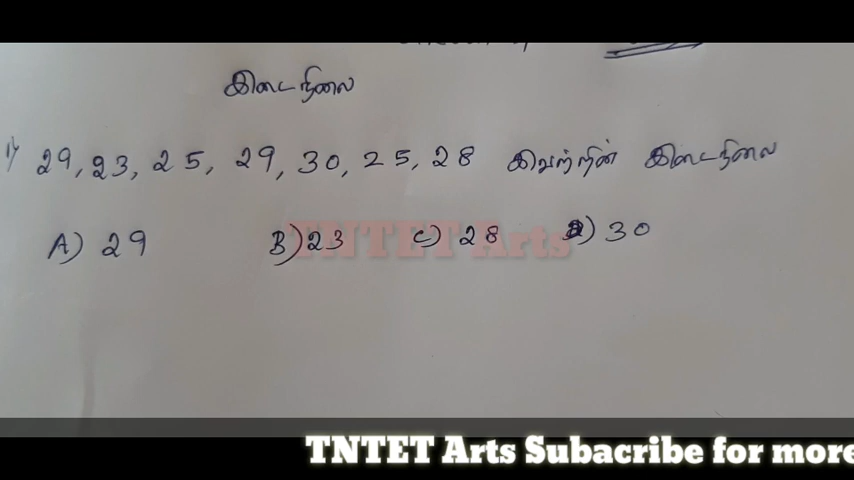 இடைநிலை
1) 29, 23, 25, 29, 30, 25, 28 இவற்றின் இடைநிலை
A) 29 B) 23 C) 28 D) 30
TNTET Arts
TNTET Arts Subacribe for more